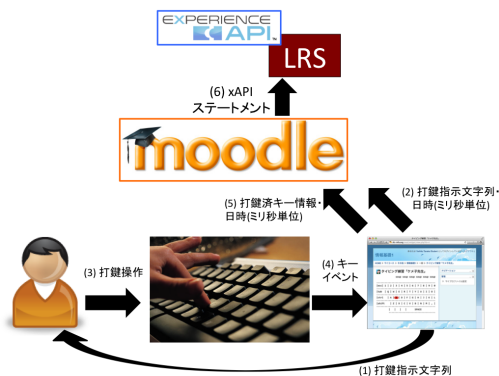 EXPERIENCE
API
LRS
(6) xAPI
ステートメント
moodle
(5) 打鍵済キー情報・
日時(ミリ秒単位)
(2) 打鍵指示文字列・
日時(ミリ秒単位)
(3) 打鍵操作
(4) キー
イベント
(1) 打鍵指示文字列